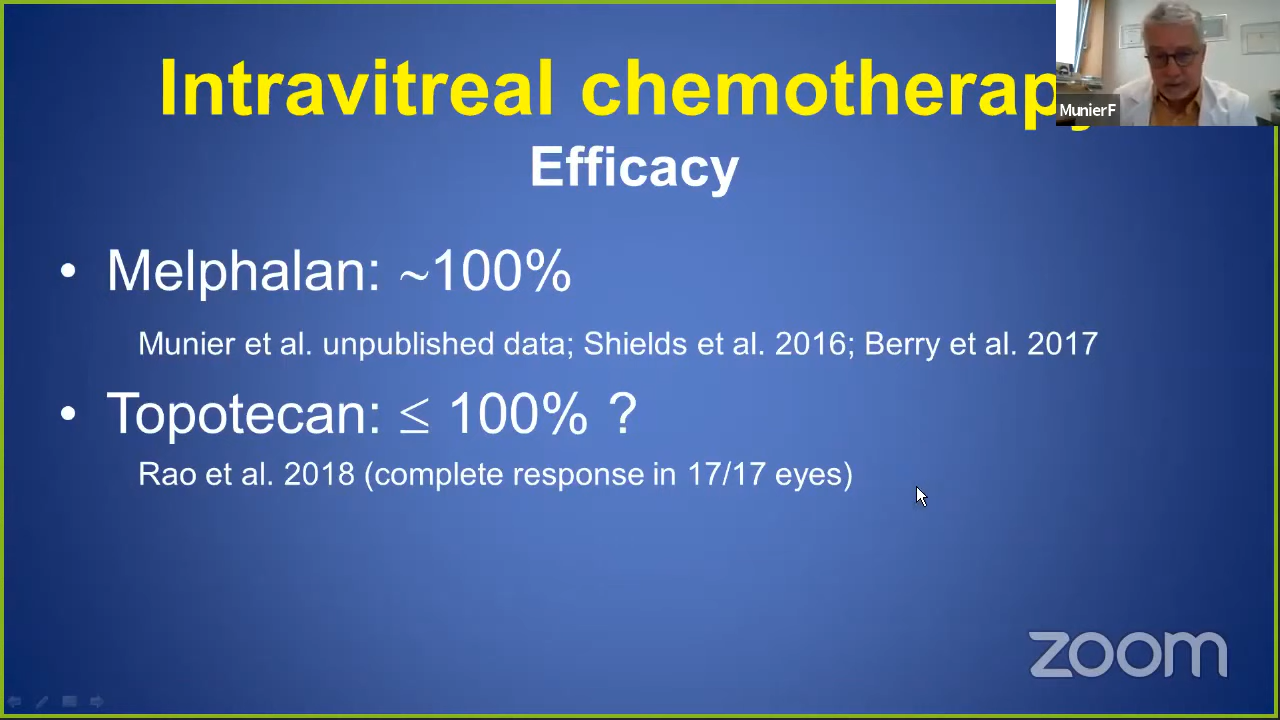 Intravitreal chemotherapy
Efficacy
MunierF
• Melphalan: ~100%
Munier et al. unpublished data; Shields et al. 2016; Berry et al. 2017
• Topotecan: ≤ 100% ?
Rao et al. 2018 (complete response in 17/17 eyes)
zoom